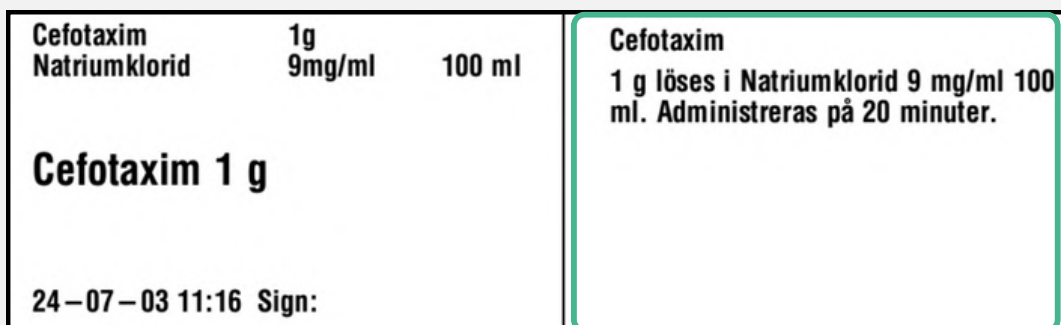 Cefotaxim 1g
Natriumklorid 9mg/ml 100 ml
Cefotaxim 1 g
24–07–03 11:16 Sign:
Cefotaxim
1 g löses i Natriumklorid 9 mg/ml 100
ml. Administreras på 20 minuter.